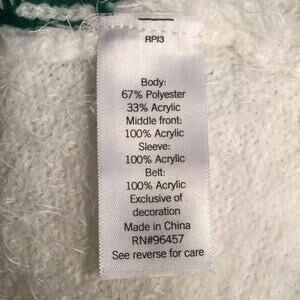 RPI3
Body:
67% Polyester
33% Acrylic
Middle front:
100% Acrylic
Sleeve:
100% Acrylic
Belt:
100% Acrylic
Exclusive of
decoration
Made in China
RN#96457
See reverse for care